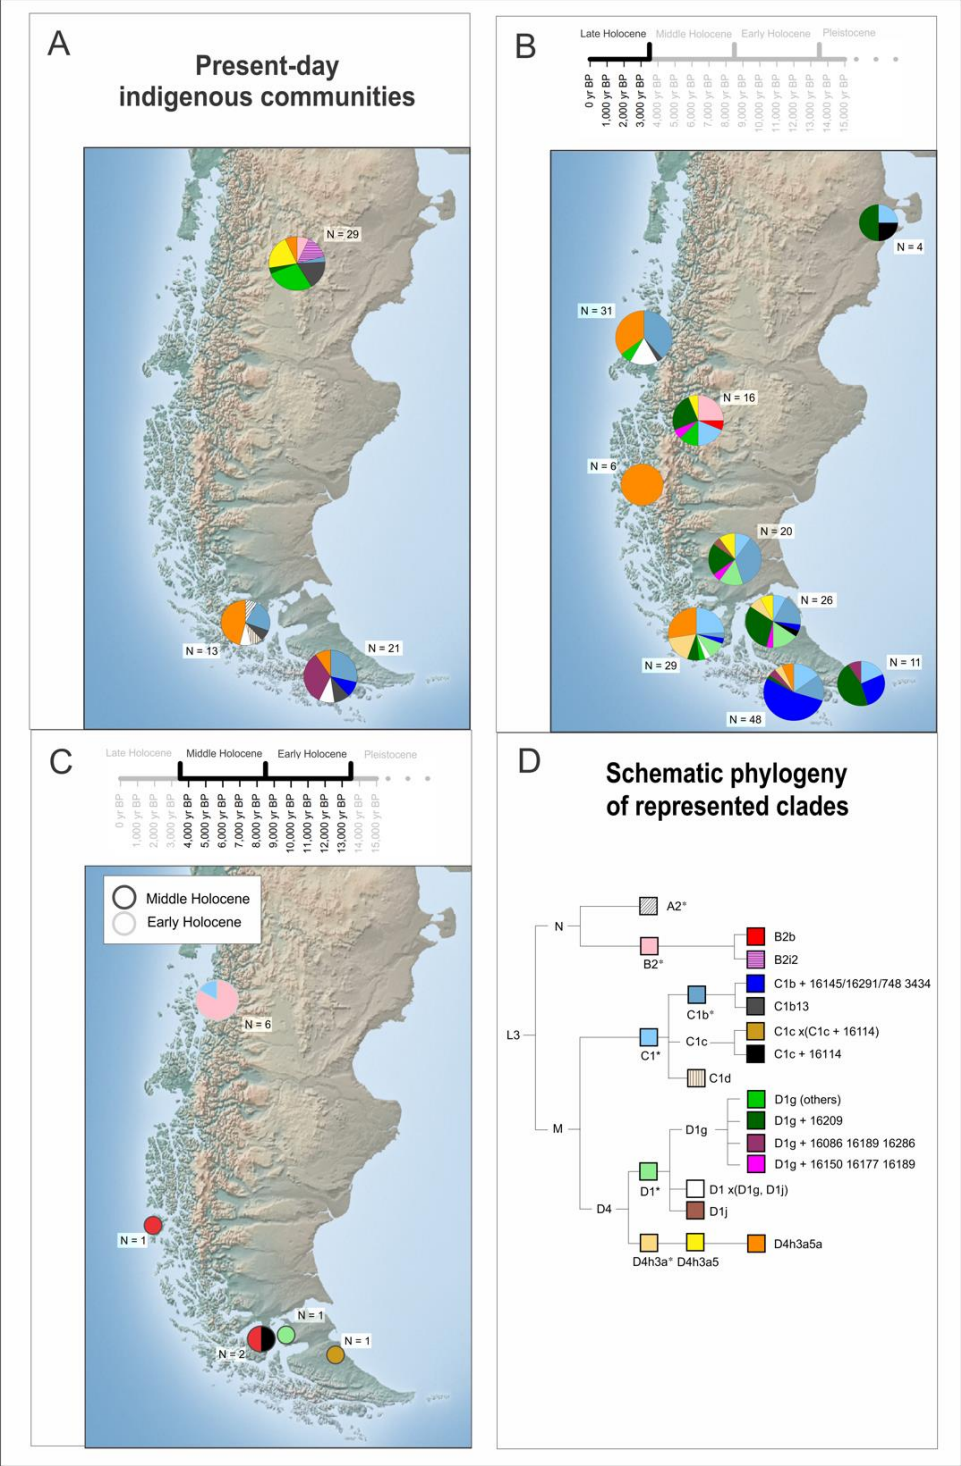 A
Present-day
indigenous communities
N = 29
N = 13
N = 21
B
Late Holocene Middle Holocene Early Holocene Pleistocene
0 yr BP
1,000 yr BP
2,000 yr BP
3,000 yr BP
4,000 yr BP
5,000 yr BP
6,000 yr BP
7,000 yr BP
8,000 yr BP
9,000 yr BP
10,000 yr BP
11,000 yr BP
12,000 yr BP
13,000 yr BP
14,000 yr BP
15,000 yr BP
N = 4
N = 31
N = 16
N = 6
N = 20
N = 26
N = 29
N = 11
N = 48
C
Late Holocene Middle Holocene Early Holocene Pleistocene
0 yr BP
1,000 yr BP
2,000 yr BP
3,000 yr BP
4,000 yr BP
5,000 yr BP
6,000 yr BP
7,000 yr BP
8,000 yr BP
9,000 yr BP
10,000 yr BP
11,000 yr BP
12,000 yr BP
13,000 yr BP
14,000 yr BP
15,000 yr BP
Middle Holocene
Early Holocene
N = 6
N = 1
N = 1
N = 1
N = 2
D
Schematic phylogeny
of represented clades
A2*
N
B2b
B2*
B2i2
C1b + 16145/16291/748 3434
C1b*
C1b13
L3
C1c x(C1c + 16114)
C1*
C1c
C1c + 16114
C1d
D1g (others)
D1g + 16209
M
D1g
D1g + 16086 16189 16286
D1g + 16150 16177 16189
D1*
D1 x(D1g, D1j)
D4
D1j
D4h3a5a
D4h3a* D4h3a5